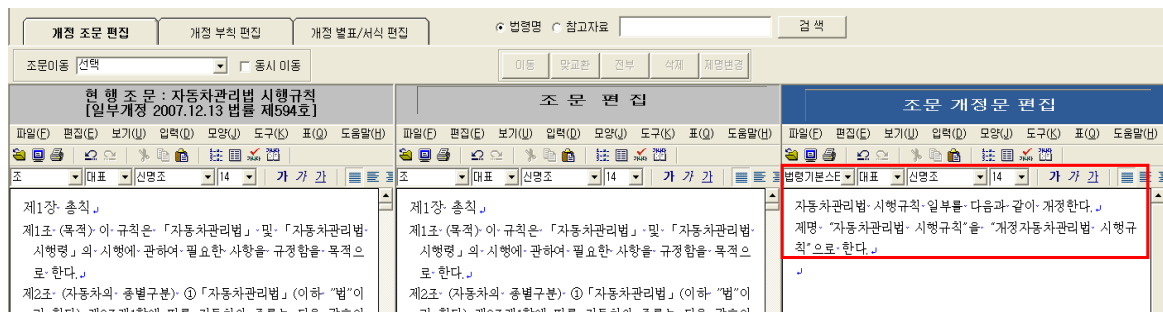 개정 조문 편집
개정 부칙 편집
개정 별표/서식 편집
법령명
참고자료
검 색
조문이동
선택
동시 이동
이동
맞교환
전부
삭제
제명변경
현 행 조 문 : 자동차관리법 시행규칙
[일부개정 2007.12.13 법률 제594호]
파일(F) 편집(E) 보기(U) 입력(D) 모양(J) 도구(K) 표(Q) 도움말(H)
조
대표
신명조
14
가 가 가
제1장 총칙
제1조 (목적) 이 규칙은 「자동차관리법」 및 「자동차관리법
시행령」의 시행에 관하여 필요한 사항을 규정함을 목적으
로 한다.
제2조 (자동차의 종별구분) ①「자동차관리법」(이하 "법"이
조 문 편 집
파일(F) 편집(E) 보기(U) 입력(D) 모양(J) 도구(K) 표(Q) 도움말(H)
조
대표
신명조
14
가 가 가
제1장 총칙
제1조 (목적) 이 규칙은 「자동차관리법」 및 「자동차관리법
시행령」의 시행에 관하여 필요한 사항을 규정함을 목적으
로 한다.
제2조 (자동차의 종별구분) ①「자동차관리법」(이하 "법"이
조문 개정문 편집
파일(F) 편집(E) 보기(U) 입력(D) 모양(J) 도구(K) 표(Q) 도움말(H)
법령기본스
대표
신명조
14
가 가 가
자동차관리법 시행규칙 일부를 다음과 같이 개정한다.
제명 "자동차관리법 시행규칙"을 "개정자동차관리법 시행규
칙"으로 한다.